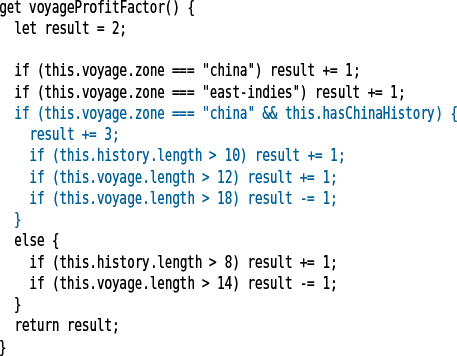 get voyageProfitFactor() {
  let result = 2;

  if (this.voyage.zone === "china") result += 1;
  if (this.voyage.zone === "east-indies") result += 1;
  if (this.voyage.zone === "china" && this.hasChinaHistory) {
    result += 3;
    if (this.history.length > 10) result += 1;
    if (this.voyage.length > 12) result += 1;
    if (this.voyage.length > 18) result -= 1;
  }
  else {
    if (this.history.length > 8) result += 1;
    if (this.voyage.length > 14) result -= 1;
  }
  return result;
}